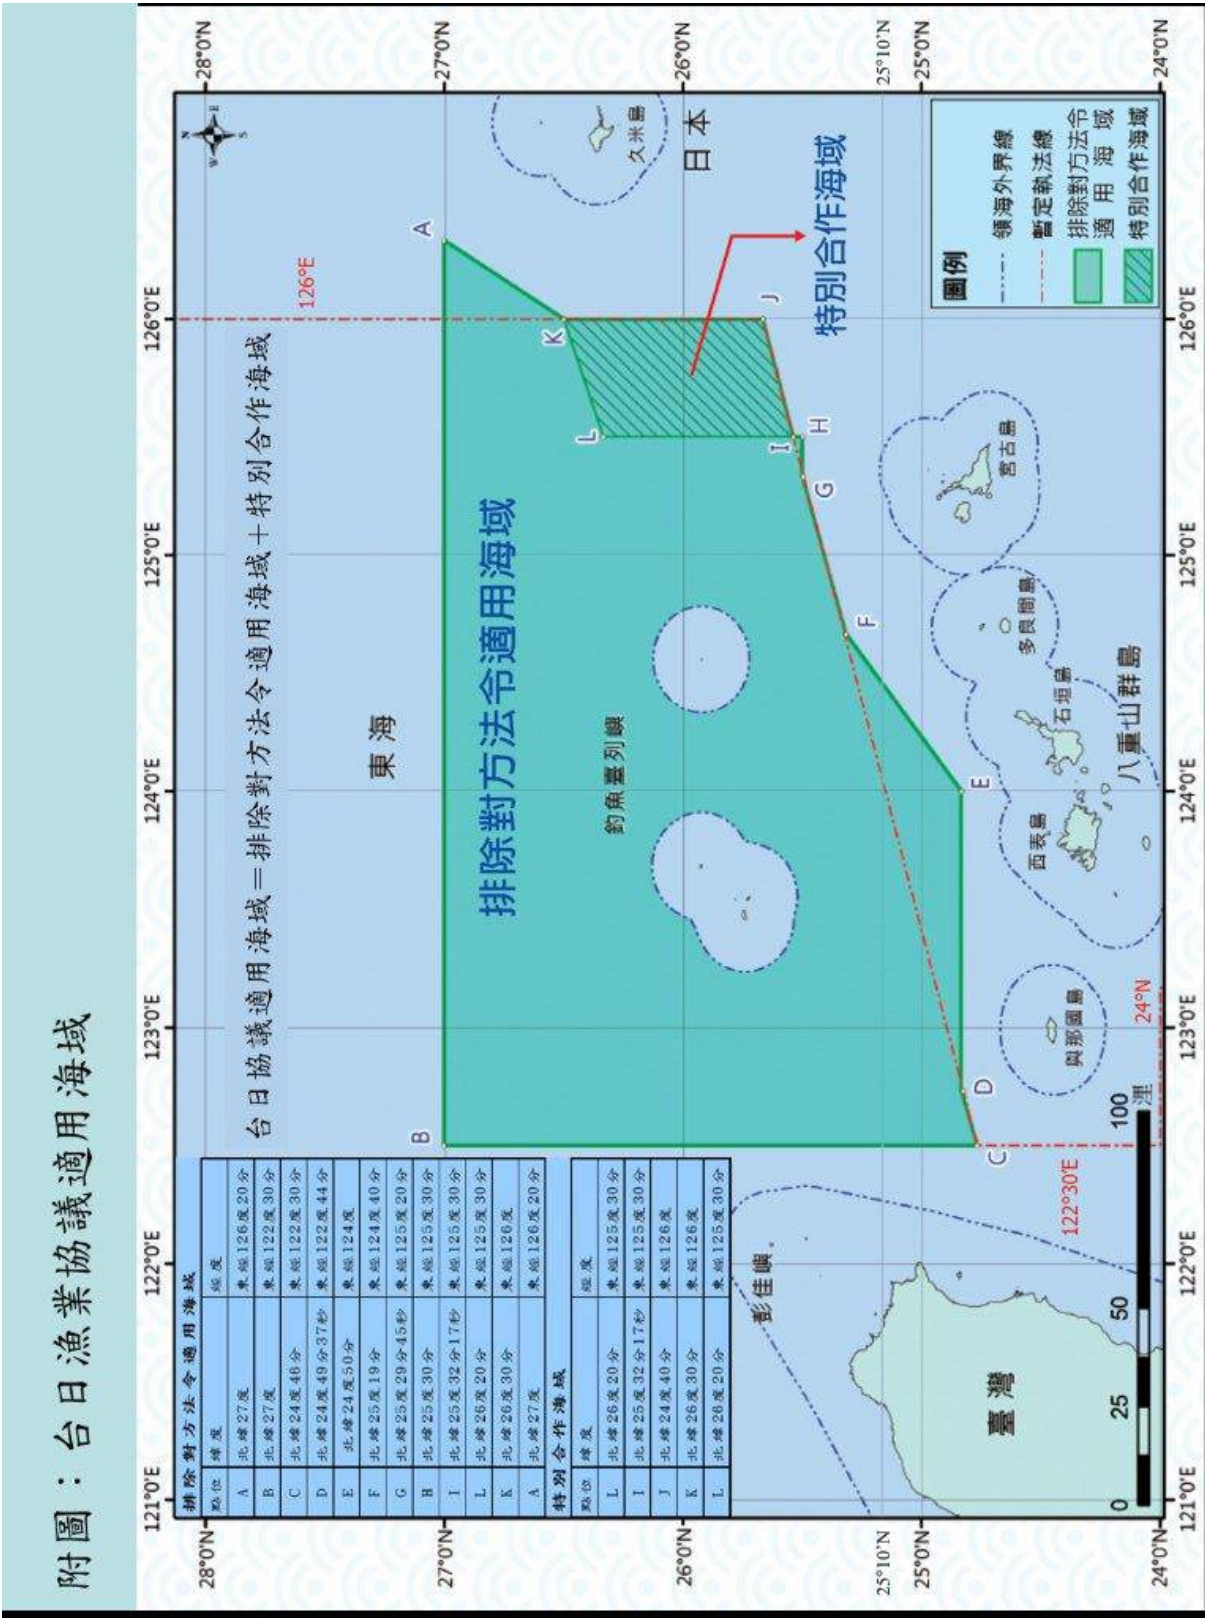 附圖：台日漁業協議適用海域
121°0'E
122°0'E
123°0'E
124°0'E
125°0'E
126°0'E
28°0'N
28°0'N
台日協議適用海域＝排除對方法令適用海域＋特別合作海域
126°E
N
W
E
S
排除對方法令適用海域
點位 緯度 經度
A 北緯27度 東經126度20分
B 北緯27度 東經122度30分
C 北緯24度46分 東經122度30分
D 北緯24度49分37秒 東經122度44分
E 北緯24度50分 東經124度
F 北緯25度19分 東經124度40分
G 北緯25度29分45秒 東經125度20分
H 北緯25度30分 東經125度30分
I 北緯25度32分17秒 東經125度30分
L 北緯26度20分 東經125度30分
K 北緯26度30分 東經126度
A 北緯27度 東經126度20分
特別合作海域
點位 緯度 經度
L 北緯26度20分 東經125度30分
I 北緯25度32分17秒 東經125度30分
J 北緯24度40分 東經126度
K 北緯26度30分 東經126度
L 北緯26度20分 東經125度30分
東海
27°0'N
27°0'N
B
A
排除對方法令適用海域
K
L
久米島
釣魚臺列嶼
26°0'N
26°0'N
日本
J
I
H
G
特別合作海域
彭佳嶼
F
25°10'N
25°10'N
25°0'N
25°0'N
E
D
C
宮古島
多良間島
石垣島
西表島
八重山群島
與那國島
臺灣
122°30'E
24°N
圖例
領海外界線
暫定執法線
排除對方法令
適用海域
特別合作海域
0 25 50 100
浬
24°0'N
24°0'N
121°0'E
122°0'E
123°0'E
124°0'E
125°0'E
126°0'E